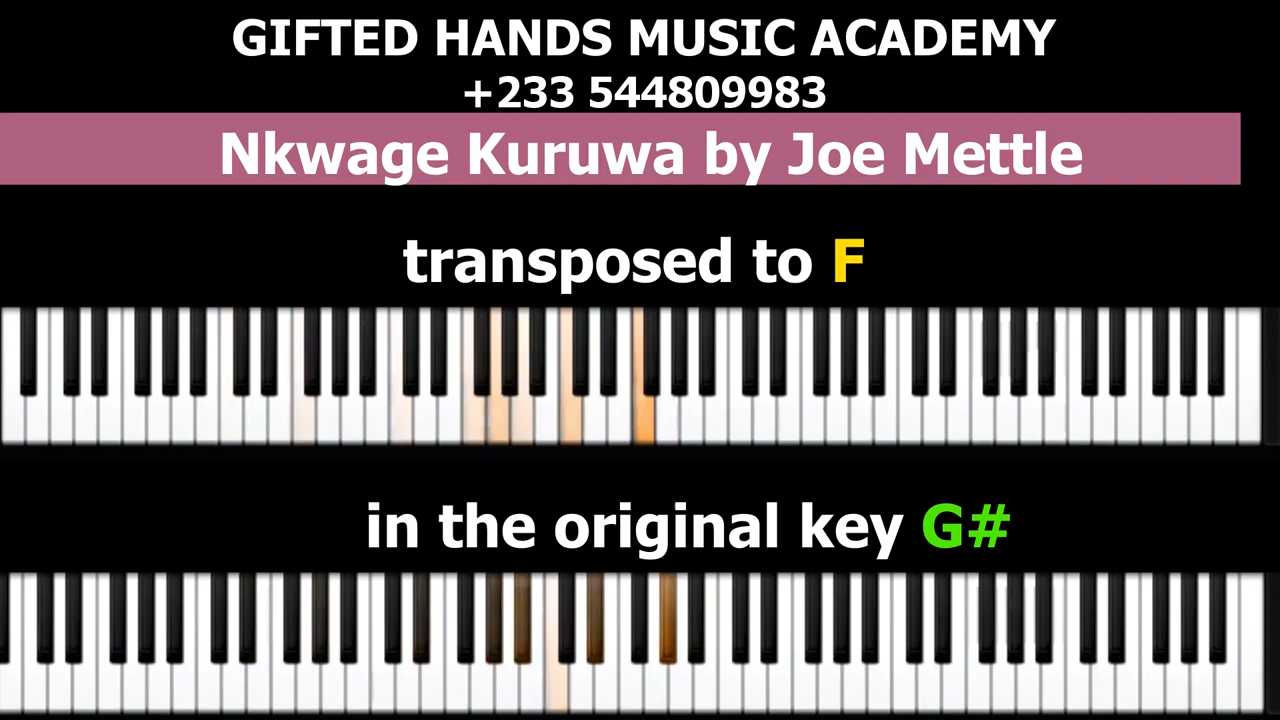 GIFTED HANDS MUSIC ACADEMY
+233 544809983
Nkwage Kuruwa by Joe Mettle
transposed to F
in the original key G#